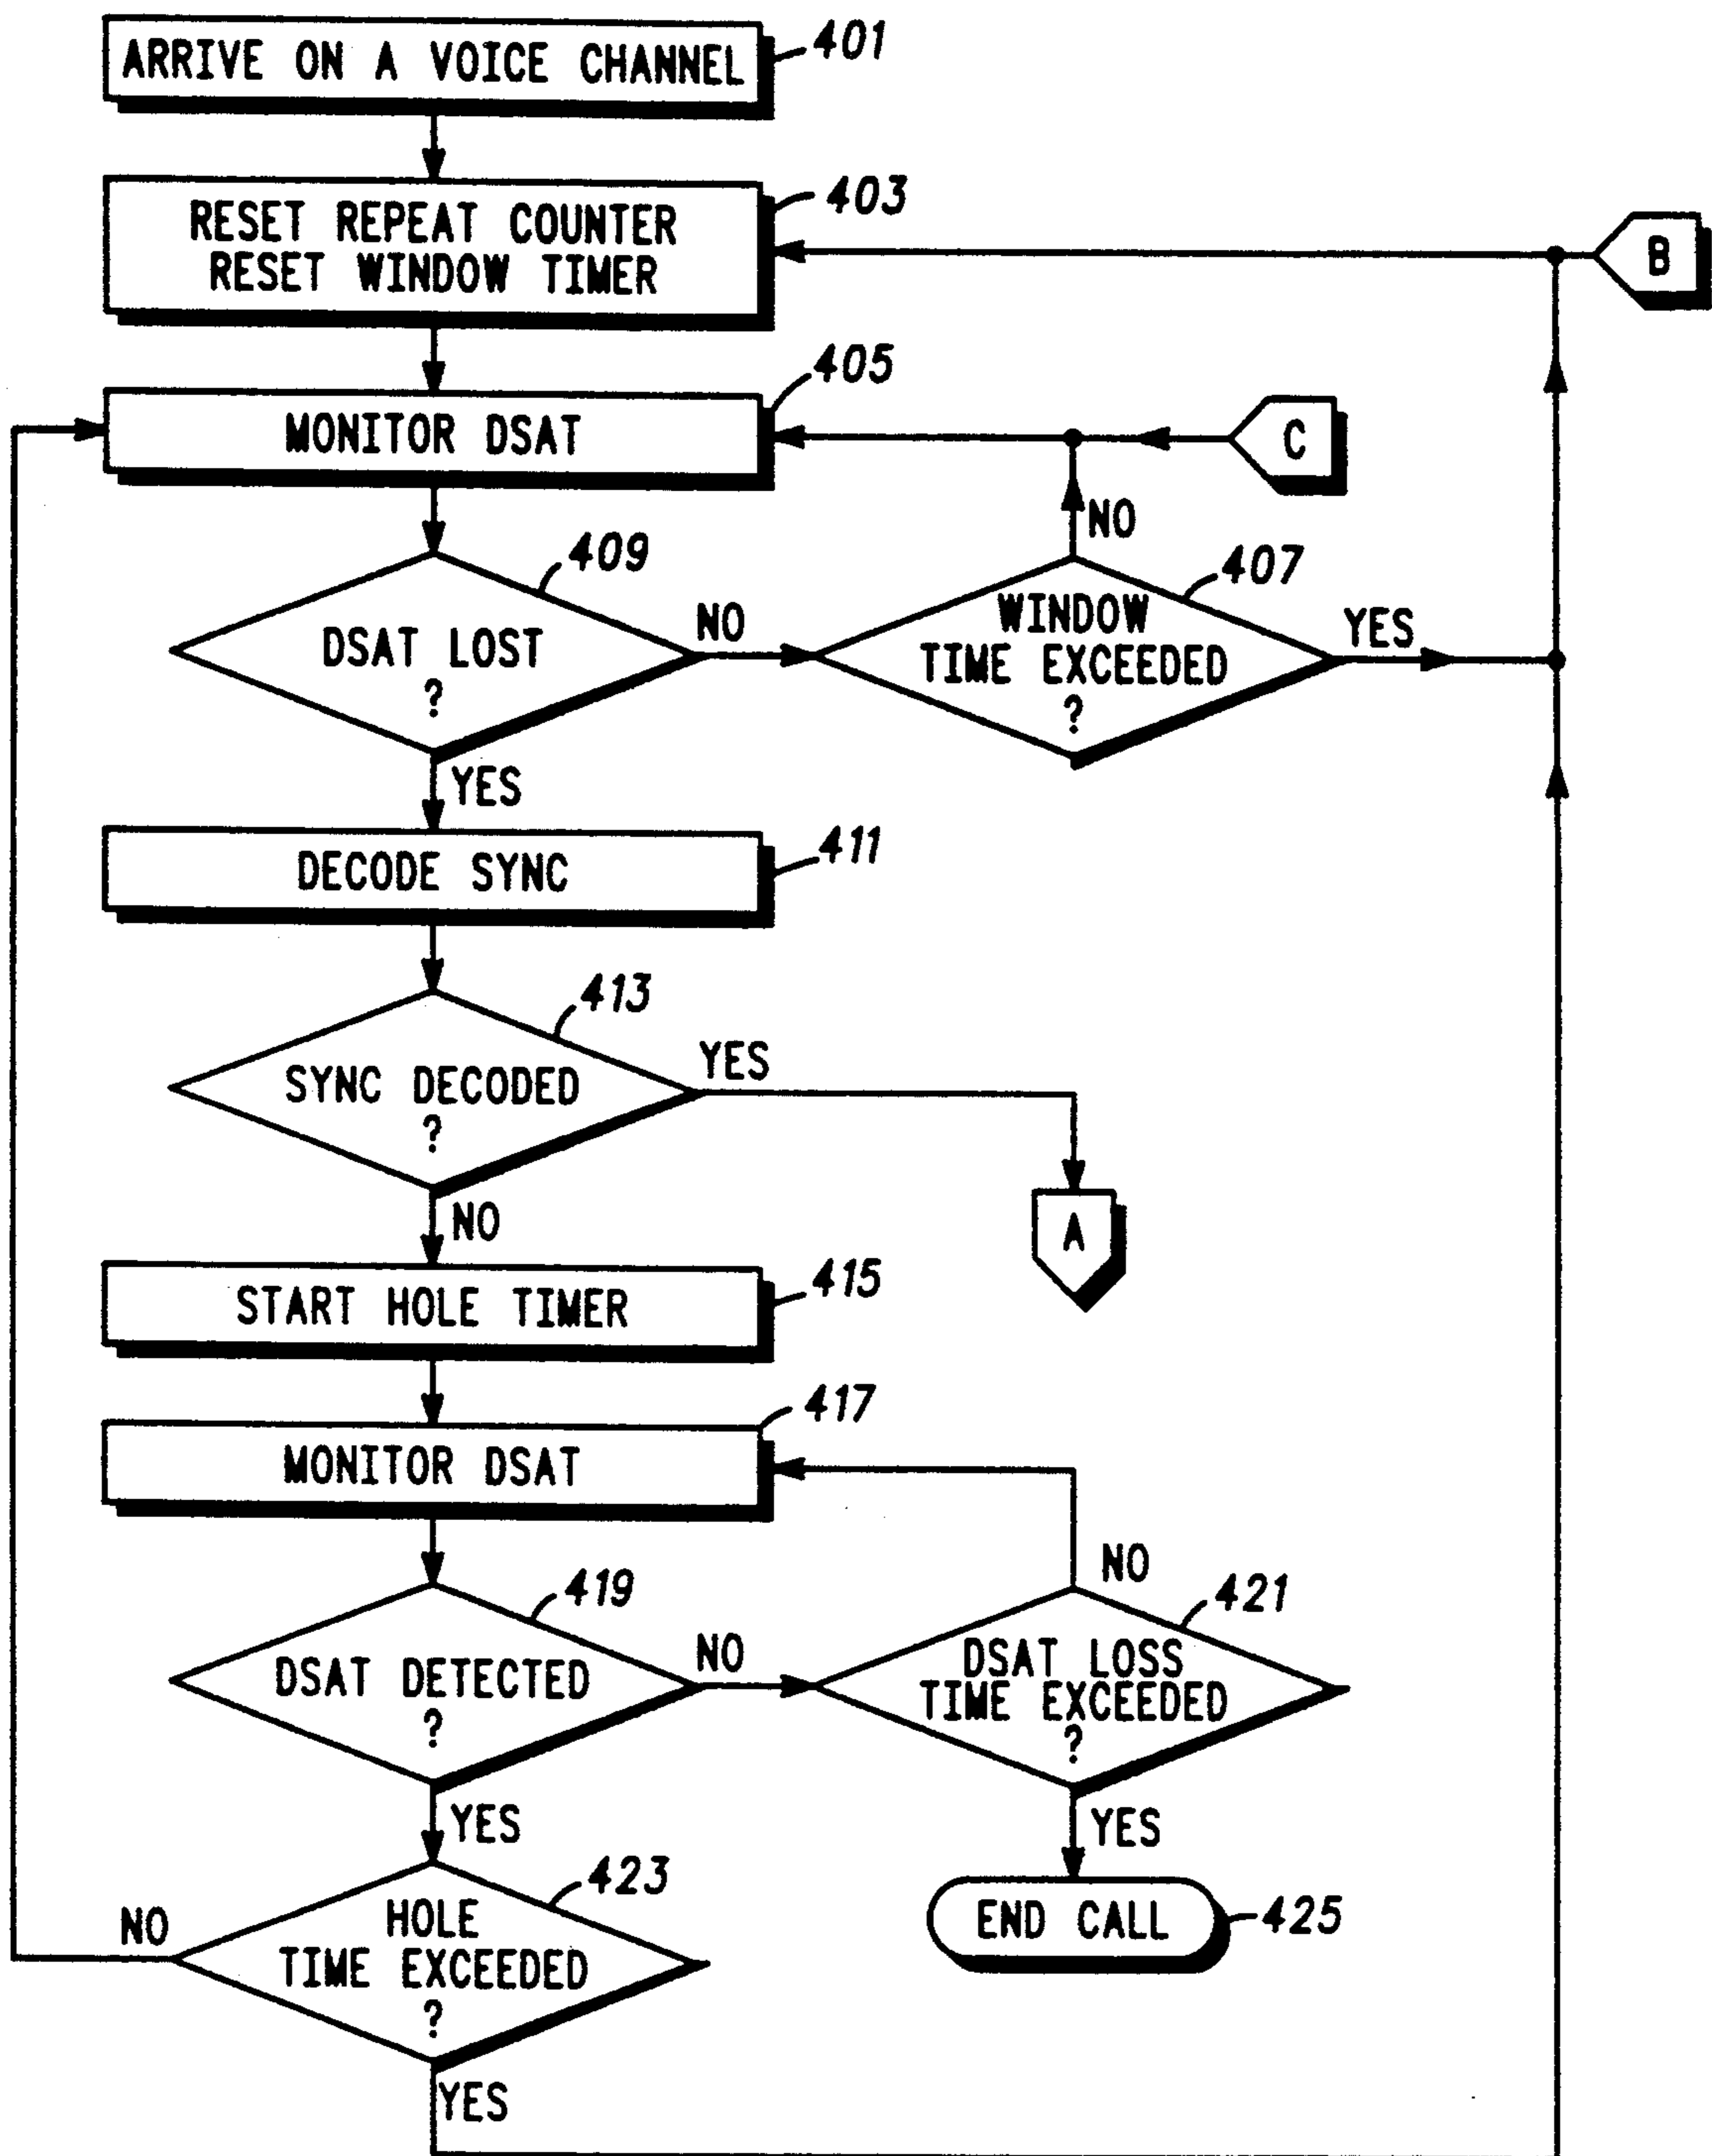 ARRIVE ON A VOICE CHANNEL
401
RESET REPEAT COUNTER
RESET WINDOW TIMER
403
B
MONITOR DSAT
405
C
NO
DSAT LOST
?
409
NO
WINDOW
TIME EXCEEDED
?
407
YES
YES
DECODE SYNC
411
SYNC DECODED
?
413
YES
A
NO
START HOLE TIMER
415
MONITOR DSAT
417
NO
DSAT DETECTED
?
419
NO
DSAT LOSS
TIME EXCEEDED
?
421
YES
YES
END CALL
425
HOLE
TIME EXCEEDED
?
423
NO
YES